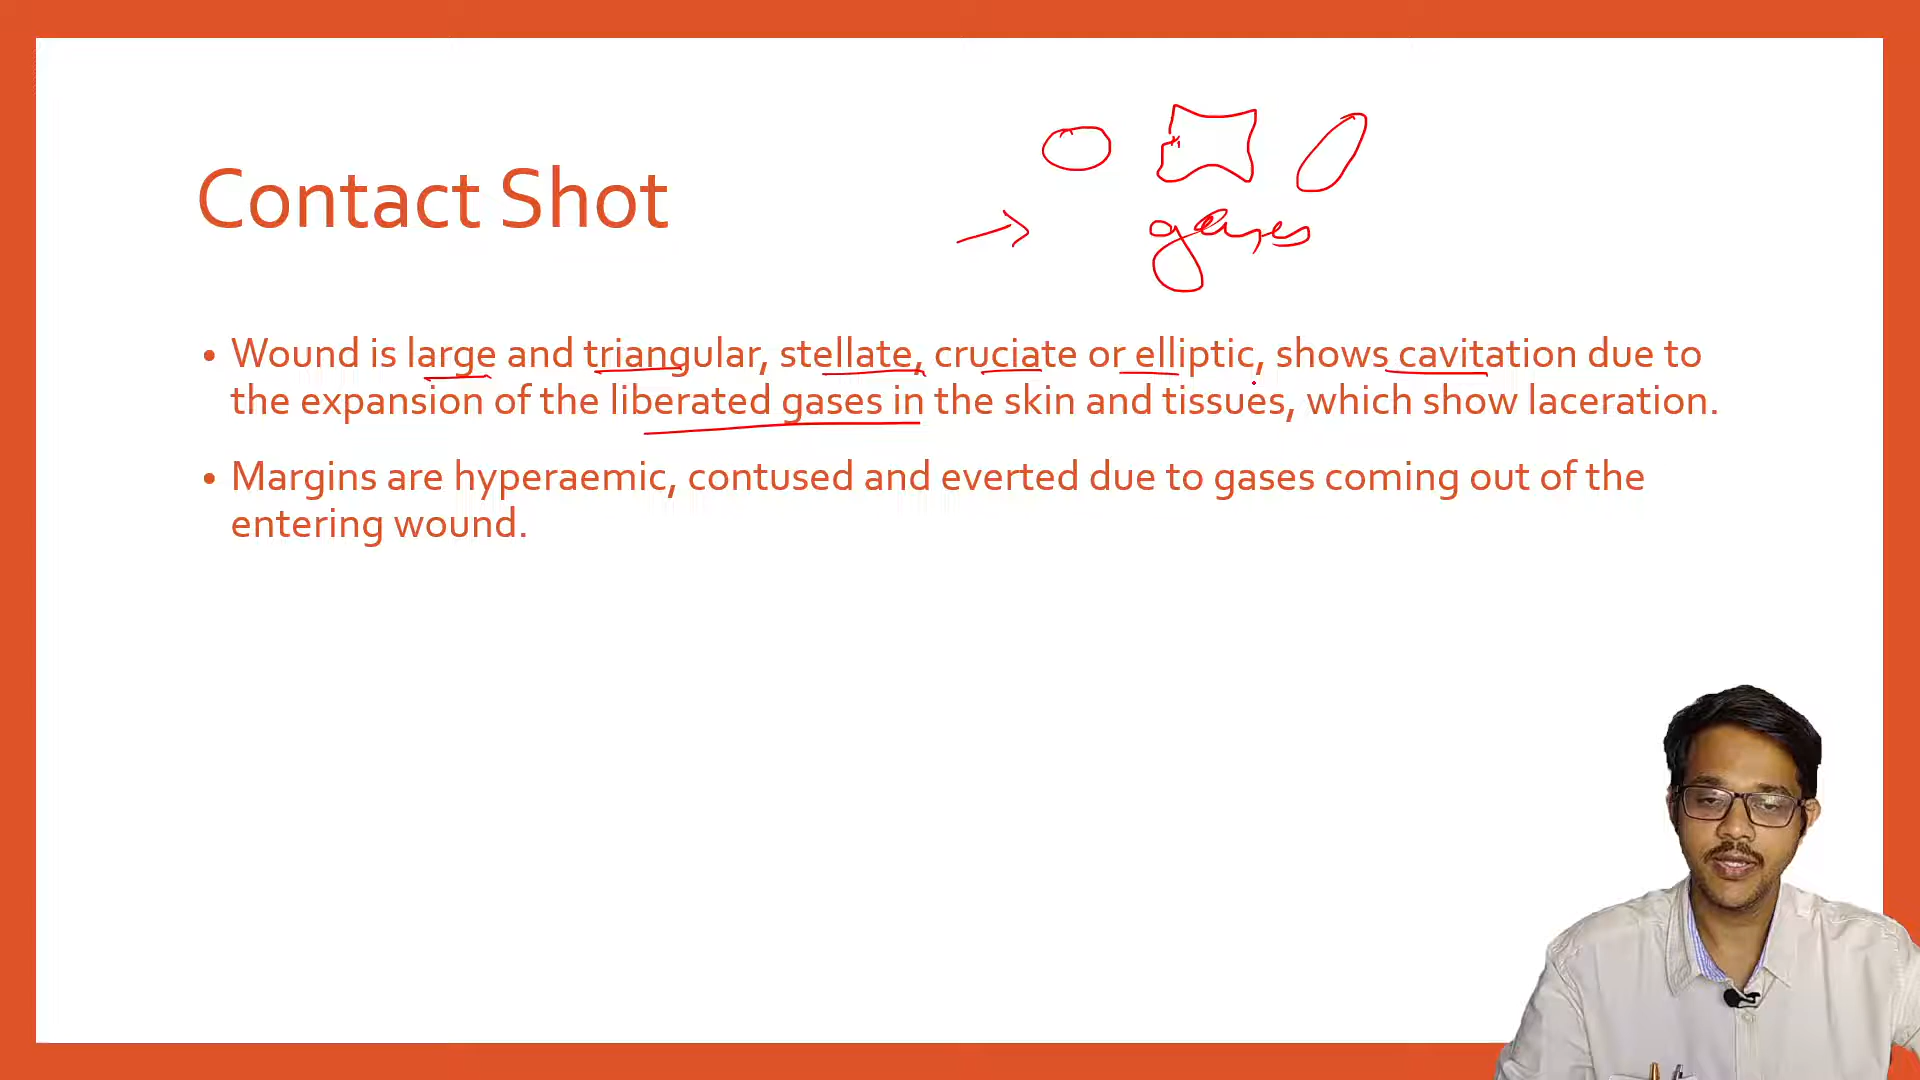 Contact Shot
gases
• Wound is large and triangular, stellate, cruciate or elliptic, shows cavitation due to
the expansion of the liberated gases in the skin and tissues, which show laceration.
• Margins are hyperaemic, contused and everted due to gases coming out of the
entering wound.